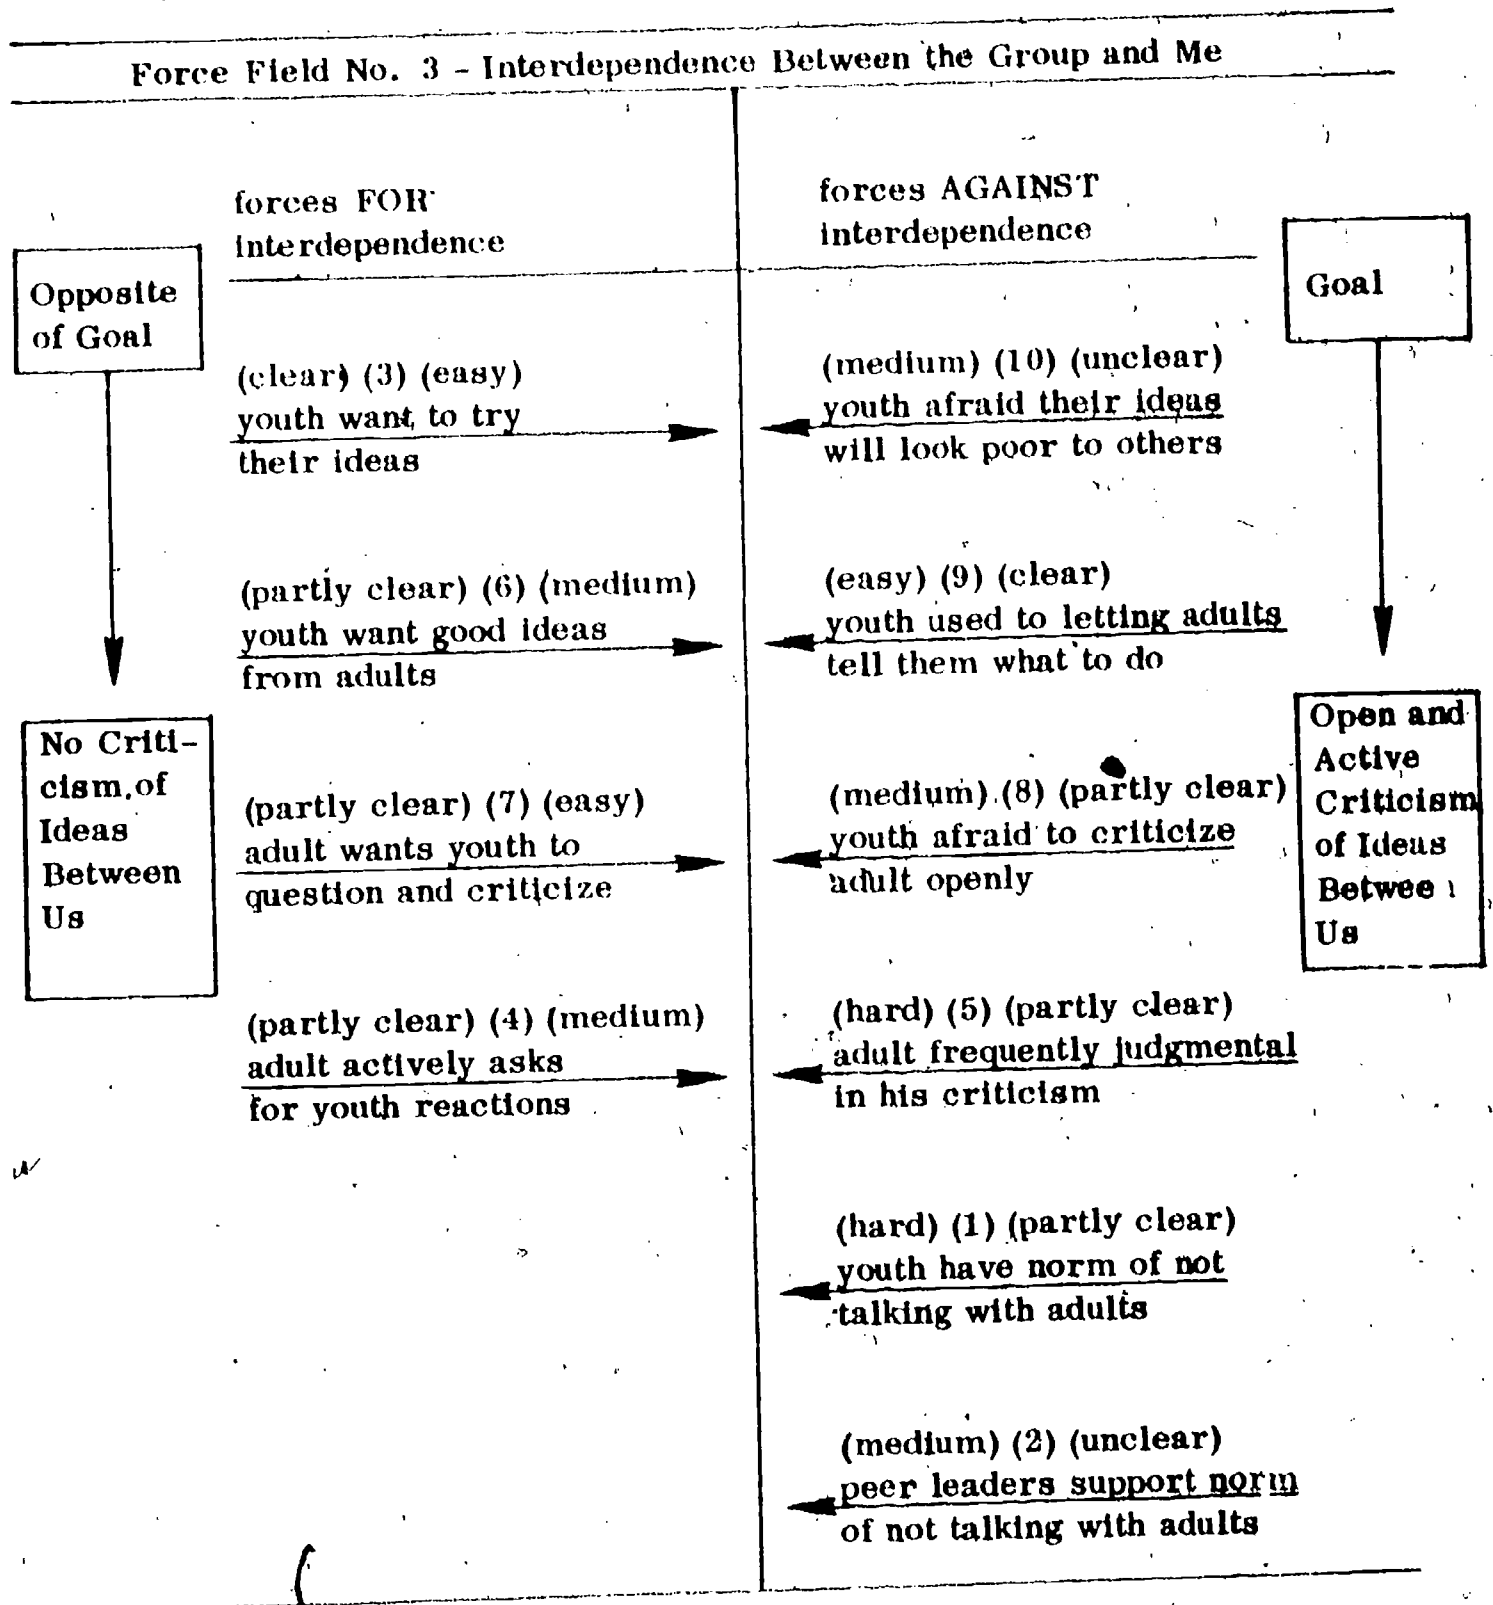 Force Field No. 3 - Interdependence Between the Group and Me
Opposite
of Goal
No Criti-
cism of
Ideas
Between
Us
forces FOR
interdependence
(clear) (3) (easy)
youth want to try
their ideas
(partly clear) (6) (medium)
youth want good ideas
from adults
(partly clear) (7) (easy)
adult wants youth to
question and criticize
(partly clear) (4) (medium)
adult actively asks
for youth reactions
forces AGAINST
interdependence
(medium) (10) (unclear)
youth afraid their ideas
will look poor to others
(easy) (9) (clear)
youth used to letting adults
tell them what to do
(medium) (8) (partly clear)
youth afraid to criticize
adult openly
(hard) (5) (partly clear)
adult frequently judgmental
in his criticism
(hard) (1) (partly clear)
youth have norm of not
talking with adults
(medium) (2) (unclear)
peer leaders support norm
of not talking with adults
Goal
Open and
Active
Criticism
of Ideas
Between
Us